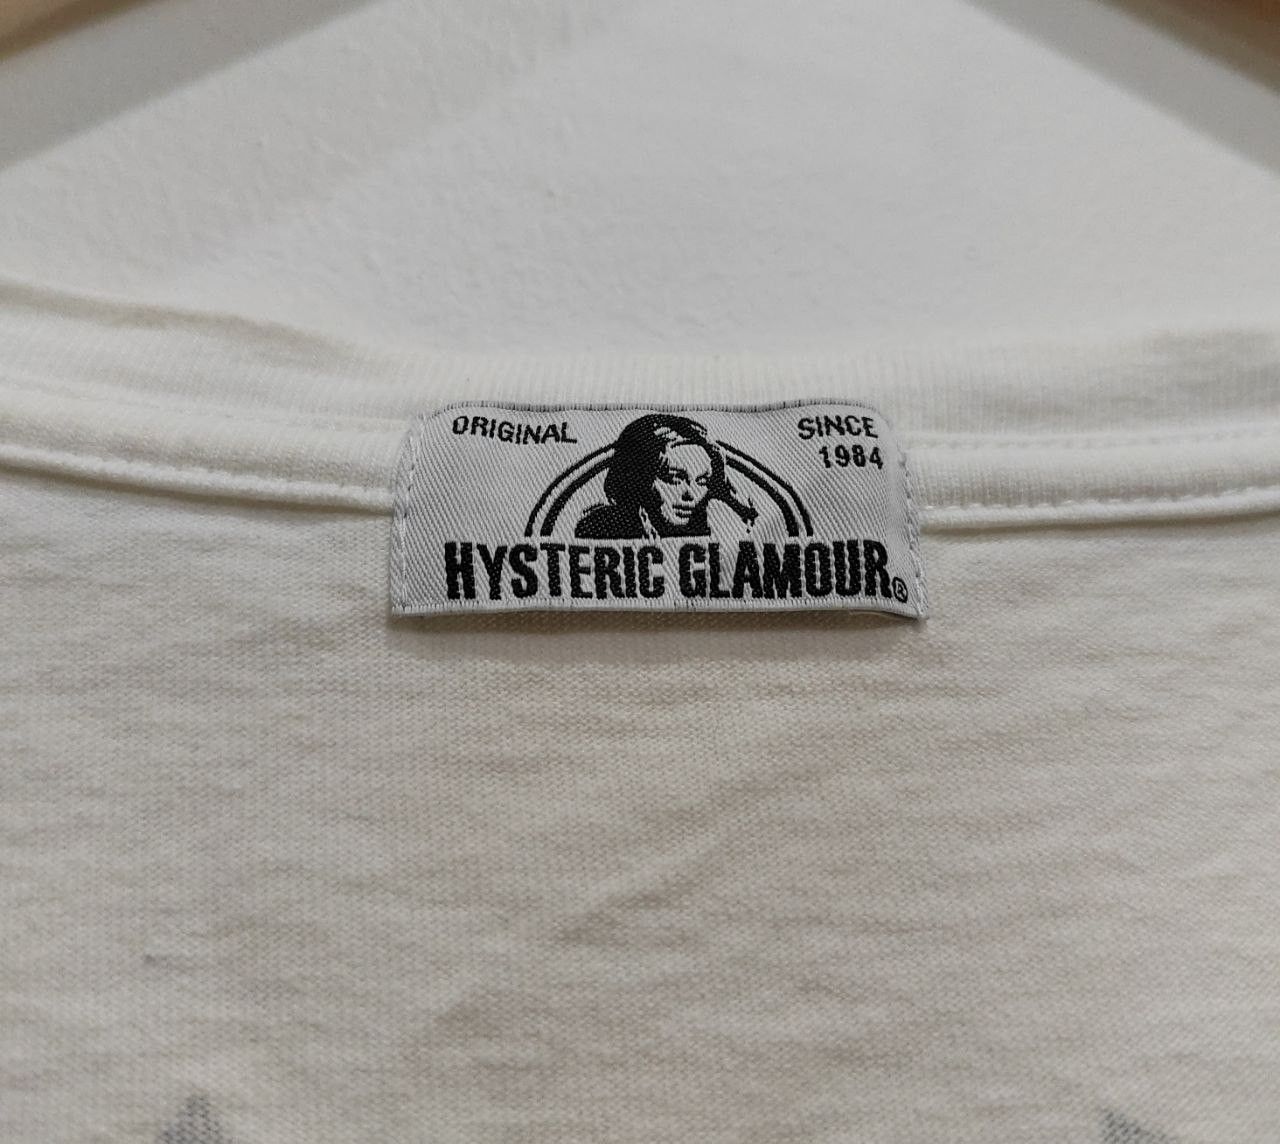 ORIGINAL
SINCE
1984
HYSTERIC GLAMOUR®